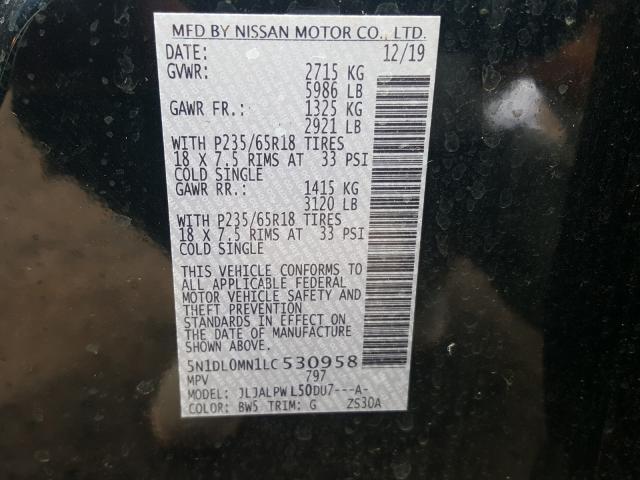 MFD BY NISSAN MOTOR CO., LTD.
DATE: 12/19
GVWR: 2715 KG
5986 LB
GAWR FR.: 1325 KG
2921 LB
WITH P235/65R18 TIRES
18 X 7.5 RIMS AT 33 PSI
COLD SINGLE
GAWR RR.: 1415 KG
3120 LB
WITH P235/65R18 TIRES
18 X 7.5 RIMS AT 33 PSI
COLD SINGLE
THIS VEHICLE CONFORMS TO
ALL APPLICABLE FEDERAL
MOTOR VEHICLE SAFETY AND
THEFT PREVENTION
STANDARDS IN EFFECT ON
THE DATE OF MANUFACTURE
SHOWN ABOVE.
5N1DL0MN1LC530958
MPV 797
MODEL: JLJALPWL50DU7---A-
COLOR: BW5 TRIM: G ZS30A